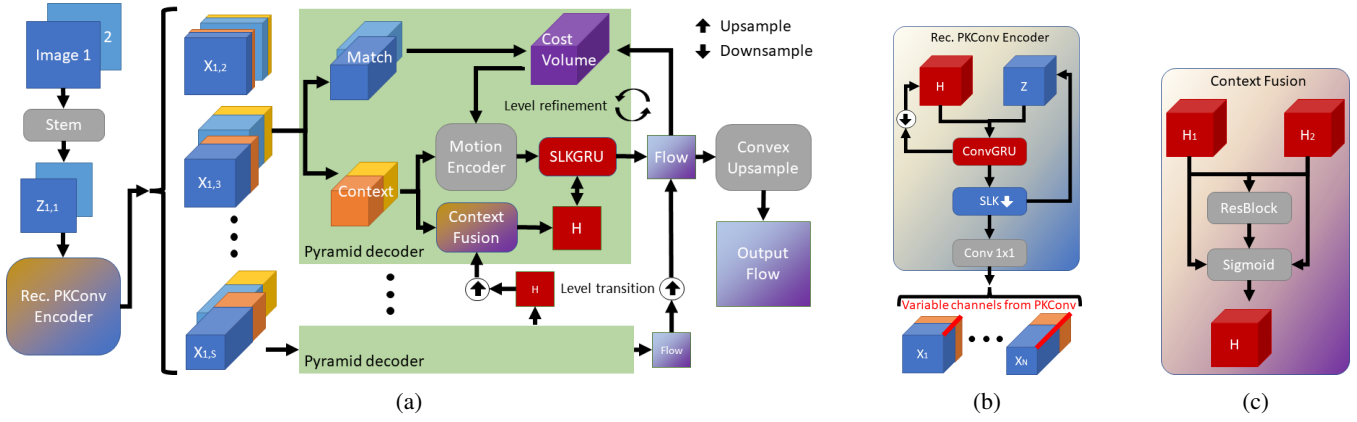 Image 1
2
Stem
Z1,1
Rec. PKConv
Encoder
X1,2
X1,3
X1,S
Match
Cost
Volume
Level refinement
Context
Motion
Encoder
SLKGRU
Context
Fusion
H
Pyramid decoder
H
Level transition
Pyramid decoder
Flow
Flow
Upsample
Downsample
Convex
Upsample
Output
Flow
(a)
Rec. PKConv Encoder
H
Z
ConvGRU
SLK
Conv 1x1
Variable channels from PKConv
X1
XN
(b)
Context Fusion
H1
H2
ResBlock
Sigmoid
H
(c)